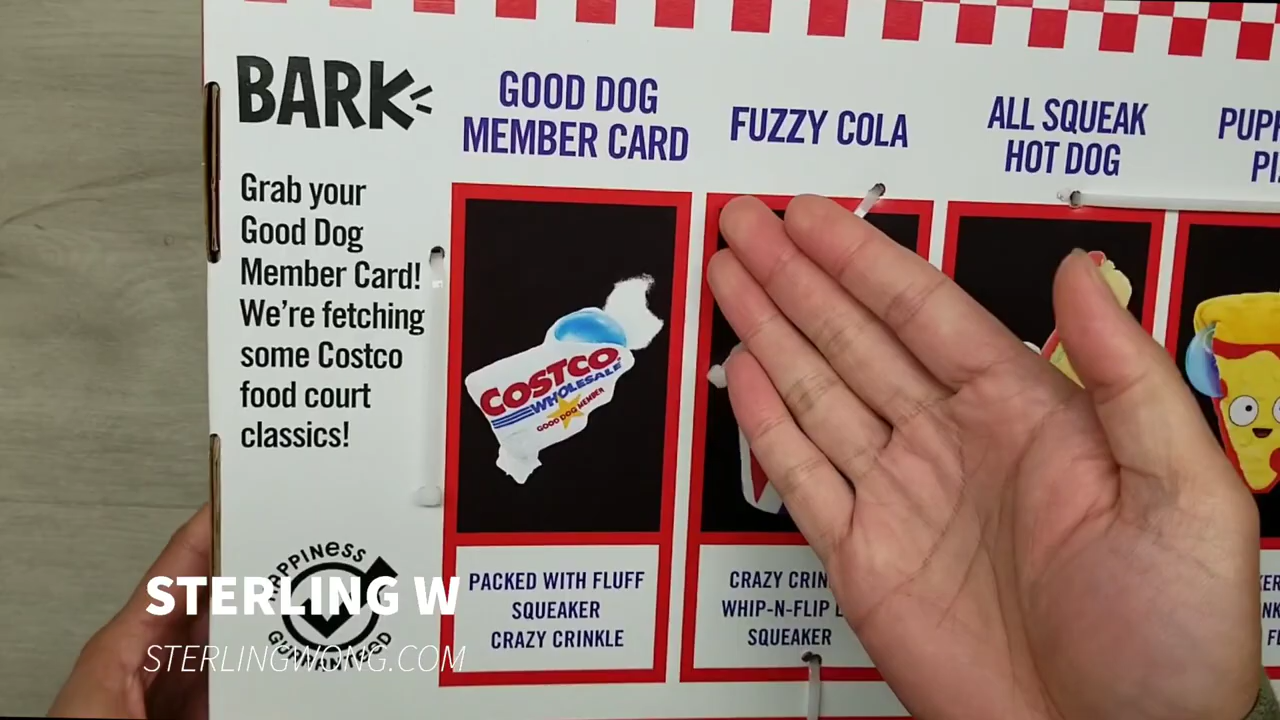 BARK
Grab your
Good Dog
Member Card!
We're fetching
some Costco
food court
classics!
HAPPINESS
GOOD DOG
MEMBER CARD
COSTCO
WHOLESALE
GOOD DOG MEMBER
PACKED WITH FLUFF
SQUEAKER
CRAZY CRINKLE
FUZZY COLA
CRAZY
WHIP-N-FLIP
SQUEAKER
ALL SQUEAK
HOT DOG
STERLING W
STERLINGWONG.COM